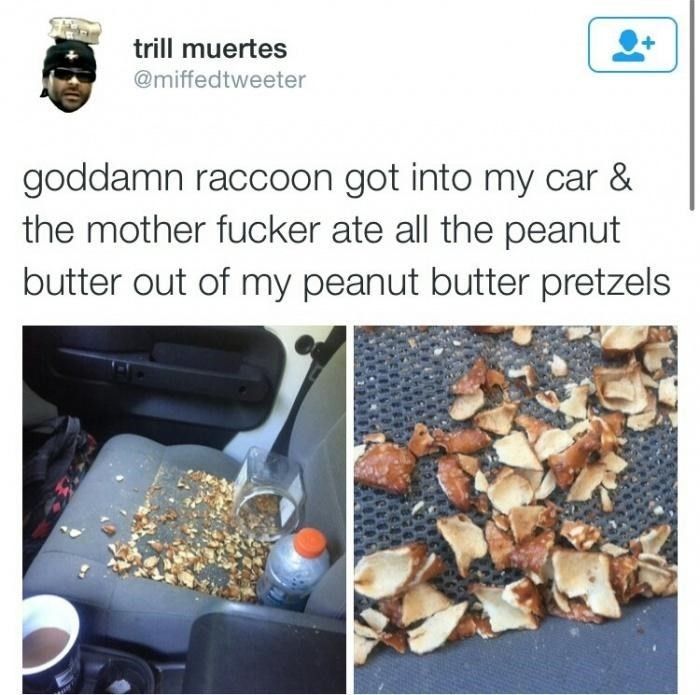 trill muertes
@miffedtweeter
goddamn raccoon got into my car &
the mother fucker ate all the peanut
butter out of my peanut butter pretzels